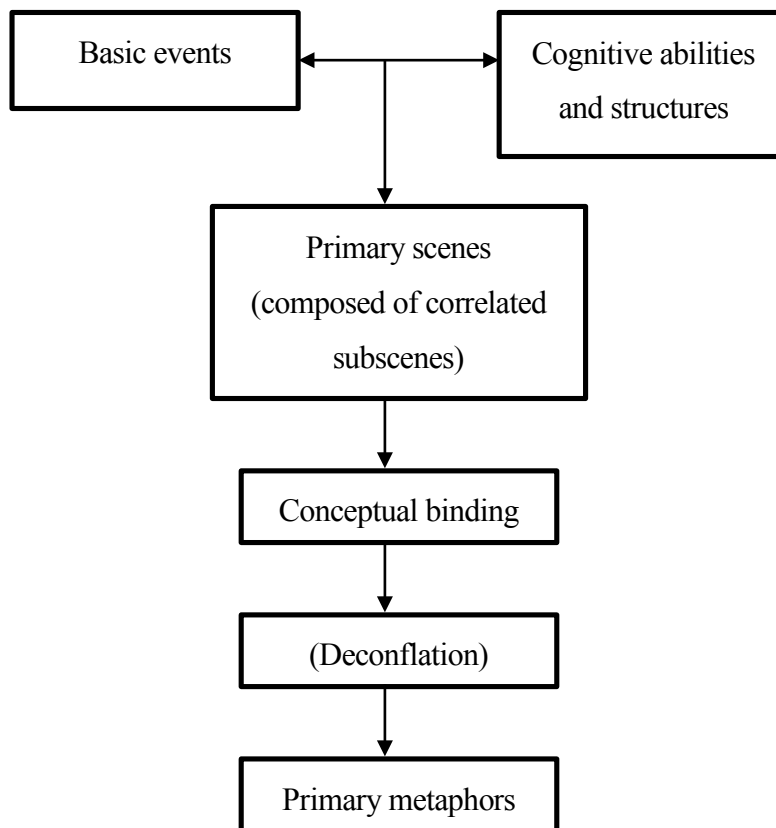 Basic events
Cognitive abilities
and structures
Primary scenes
(composed of correlated
subscenes)
Conceptual binding
(Deconflation)
Primary metaphors